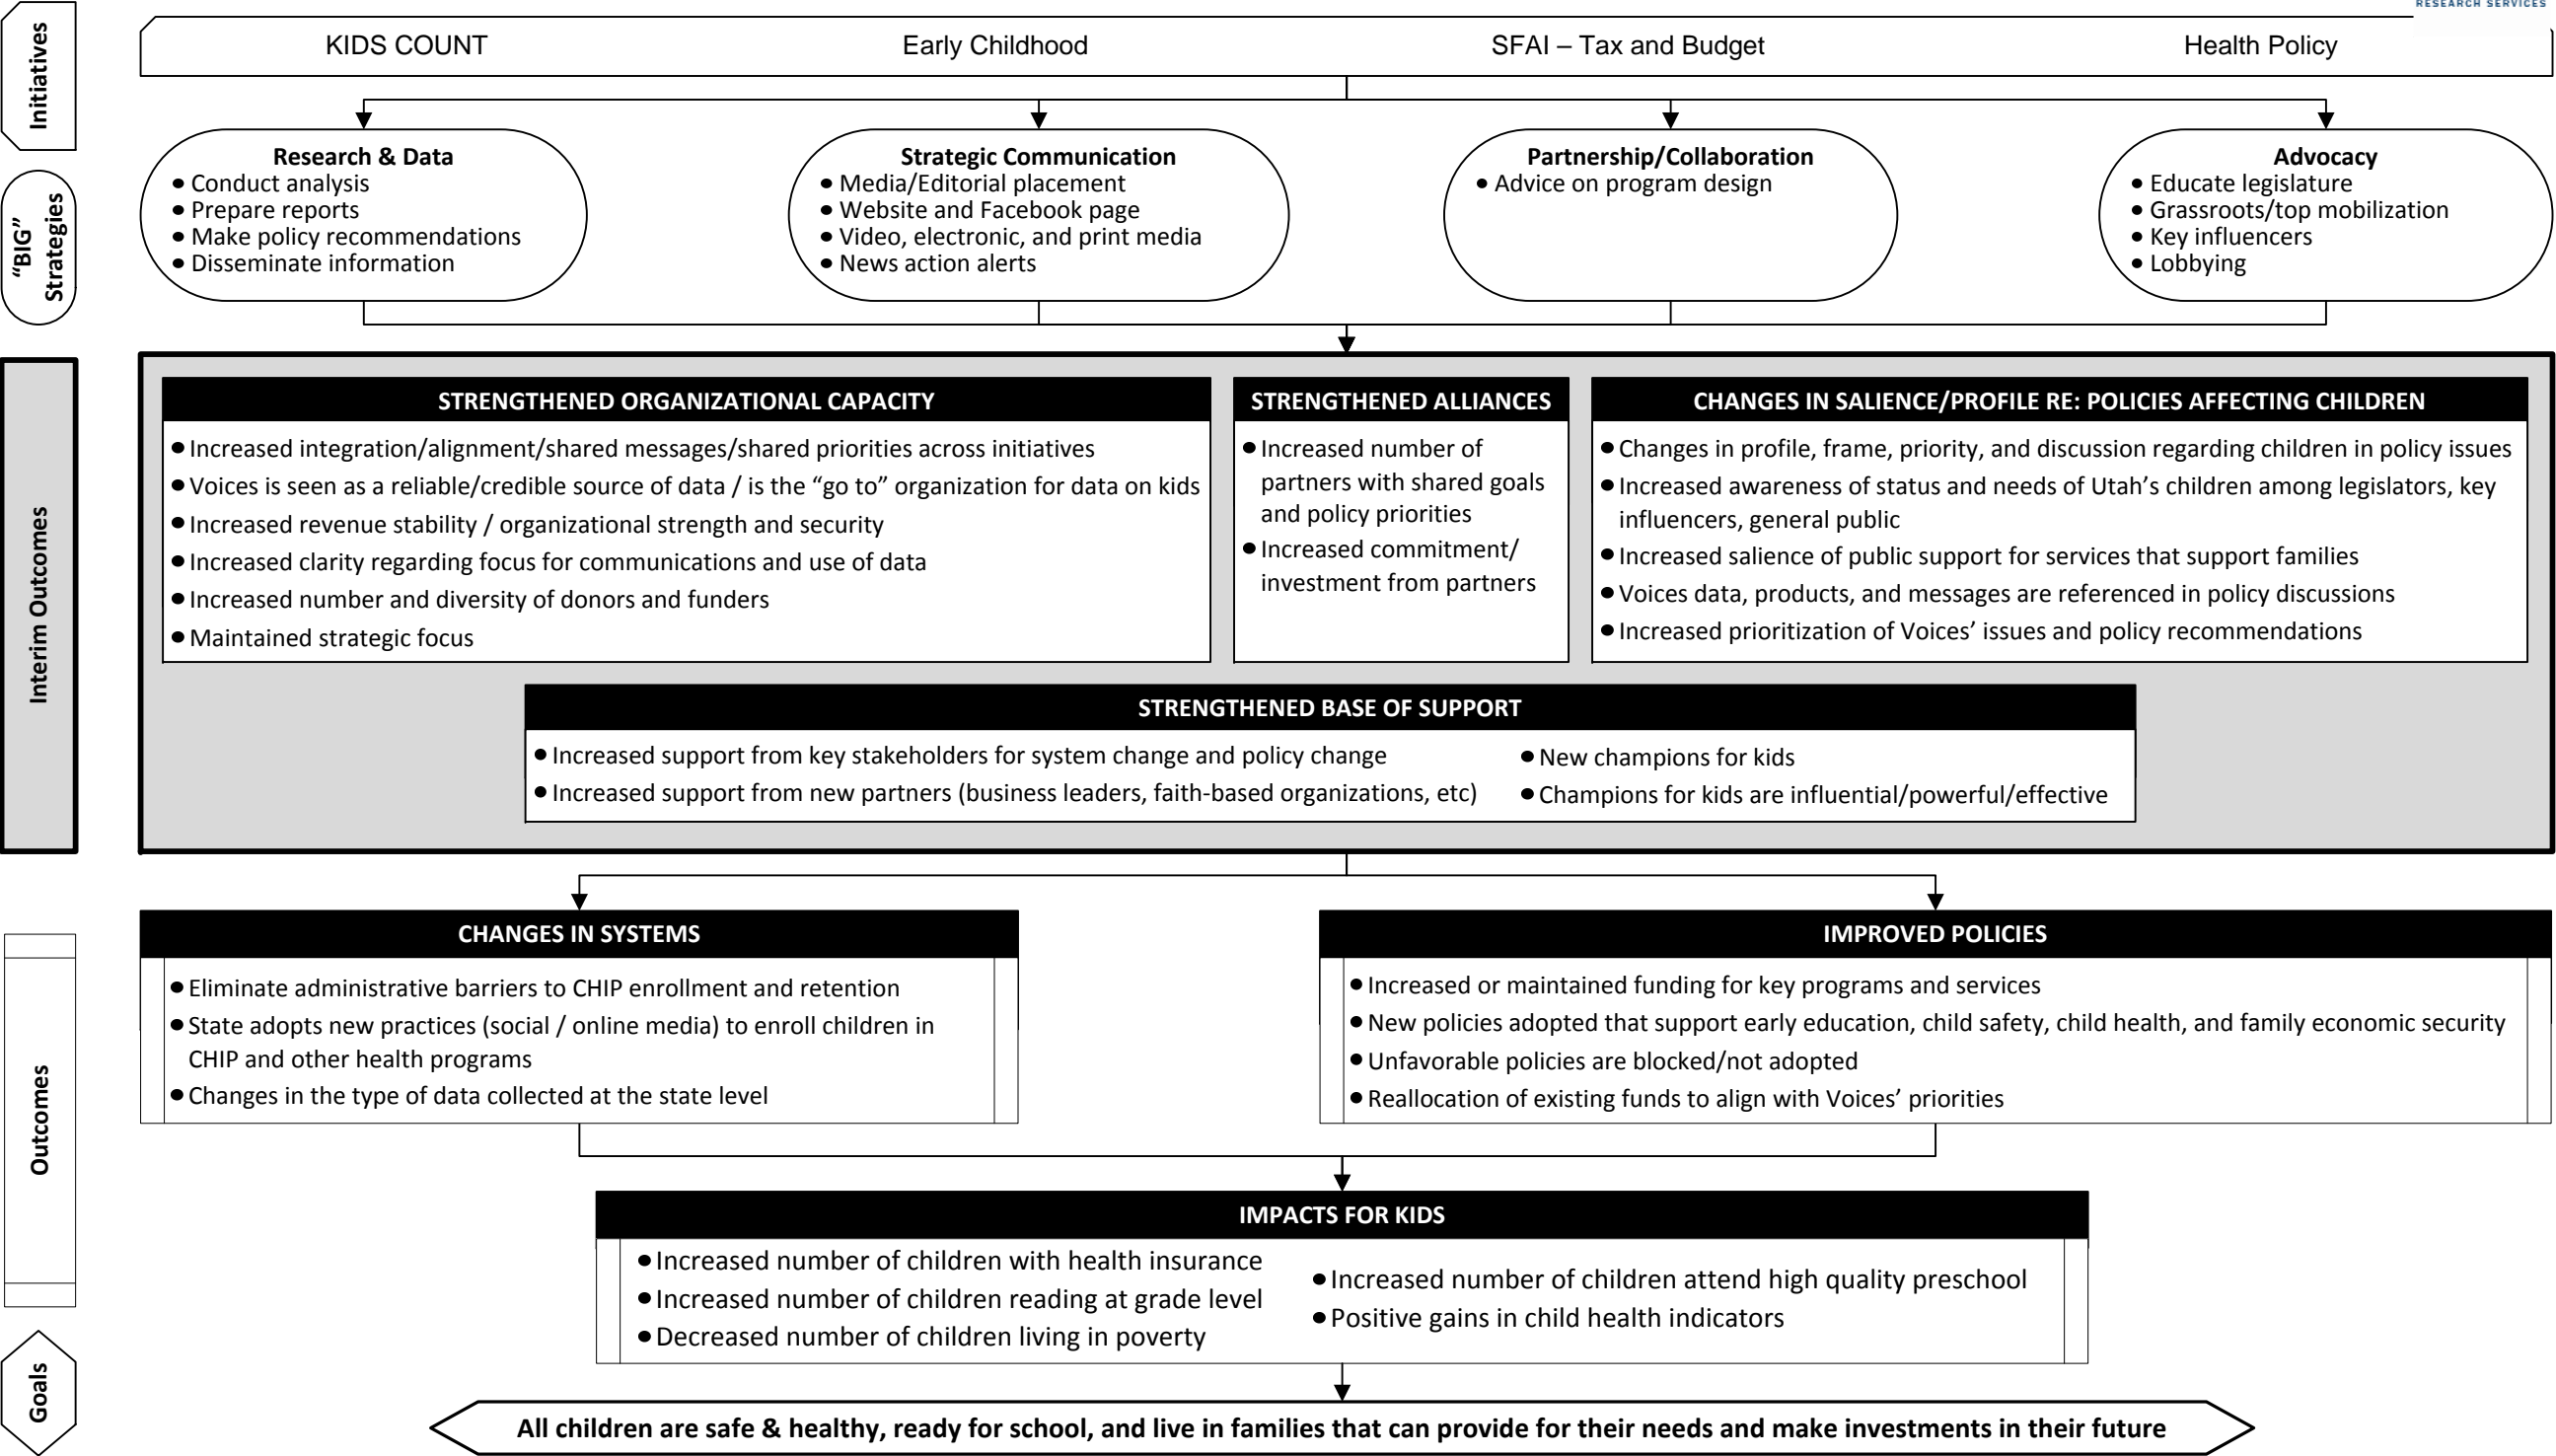 RESEARCH SERVICES
Initiatives
KIDS COUNT
Early Childhood
SFAI – Tax and Budget
Health Policy
“BIG”
Strategies
Research & Data
• Conduct analysis
• Prepare reports
• Make policy recommendations
• Disseminate information
Strategic Communication
• Media/Editorial placement
• Website and Facebook page
• Video, electronic, and print media
• News action alerts
Partnership/Collaboration
• Advice on program design
Advocacy
• Educate legislature
• Grassroots/top mobilization
• Key influencers
• Lobbying
Interim Outcomes
STRENGTHENED ORGANIZATIONAL CAPACITY
• Increased integration/alignment/shared messages/shared priorities across initiatives
• Voices is seen as a reliable/credible source of data / is the “go to” organization for data on kids
• Increased revenue stability / organizational strength and security
• Increased clarity regarding focus for communications and use of data
• Increased number and diversity of donors and funders
• Maintained strategic focus
STRENGTHENED ALLIANCES
• Increased number of
partners with shared goals
and policy priorities
• Increased commitment/
investment from partners
CHANGES IN SALIENCE/PROFILE RE: POLICIES AFFECTING CHILDREN
• Changes in profile, frame, priority, and discussion regarding children in policy issues
• Increased awareness of status and needs of Utah’s children among legislators, key
influencers, general public
• Increased salience of public support for services that support families
• Voices data, products, and messages are referenced in policy discussions
• Increased prioritization of Voices’ issues and policy recommendations
STRENGTHENED BASE OF SUPPORT
• Increased support from key stakeholders for system change and policy change
• Increased support from new partners (business leaders, faith-based organizations, etc)
• New champions for kids
• Champions for kids are influential/powerful/effective
Outcomes
CHANGES IN SYSTEMS
• Eliminate administrative barriers to CHIP enrollment and retention
• State adopts new practices (social / online media) to enroll children in
CHIP and other health programs
• Changes in the type of data collected at the state level
IMPROVED POLICIES
• Increased or maintained funding for key programs and services
• New policies adopted that support early education, child safety, child health, and family economic security
• Unfavorable policies are blocked/not adopted
• Reallocation of existing funds to align with Voices’ priorities
IMPACTS FOR KIDS
• Increased number of children with health insurance
• Increased number of children reading at grade level
• Decreased number of children living in poverty
• Increased number of children attend high quality preschool
• Positive gains in child health indicators
Goals
All children are safe & healthy, ready for school, and live in families that can provide for their needs and make investments in their future